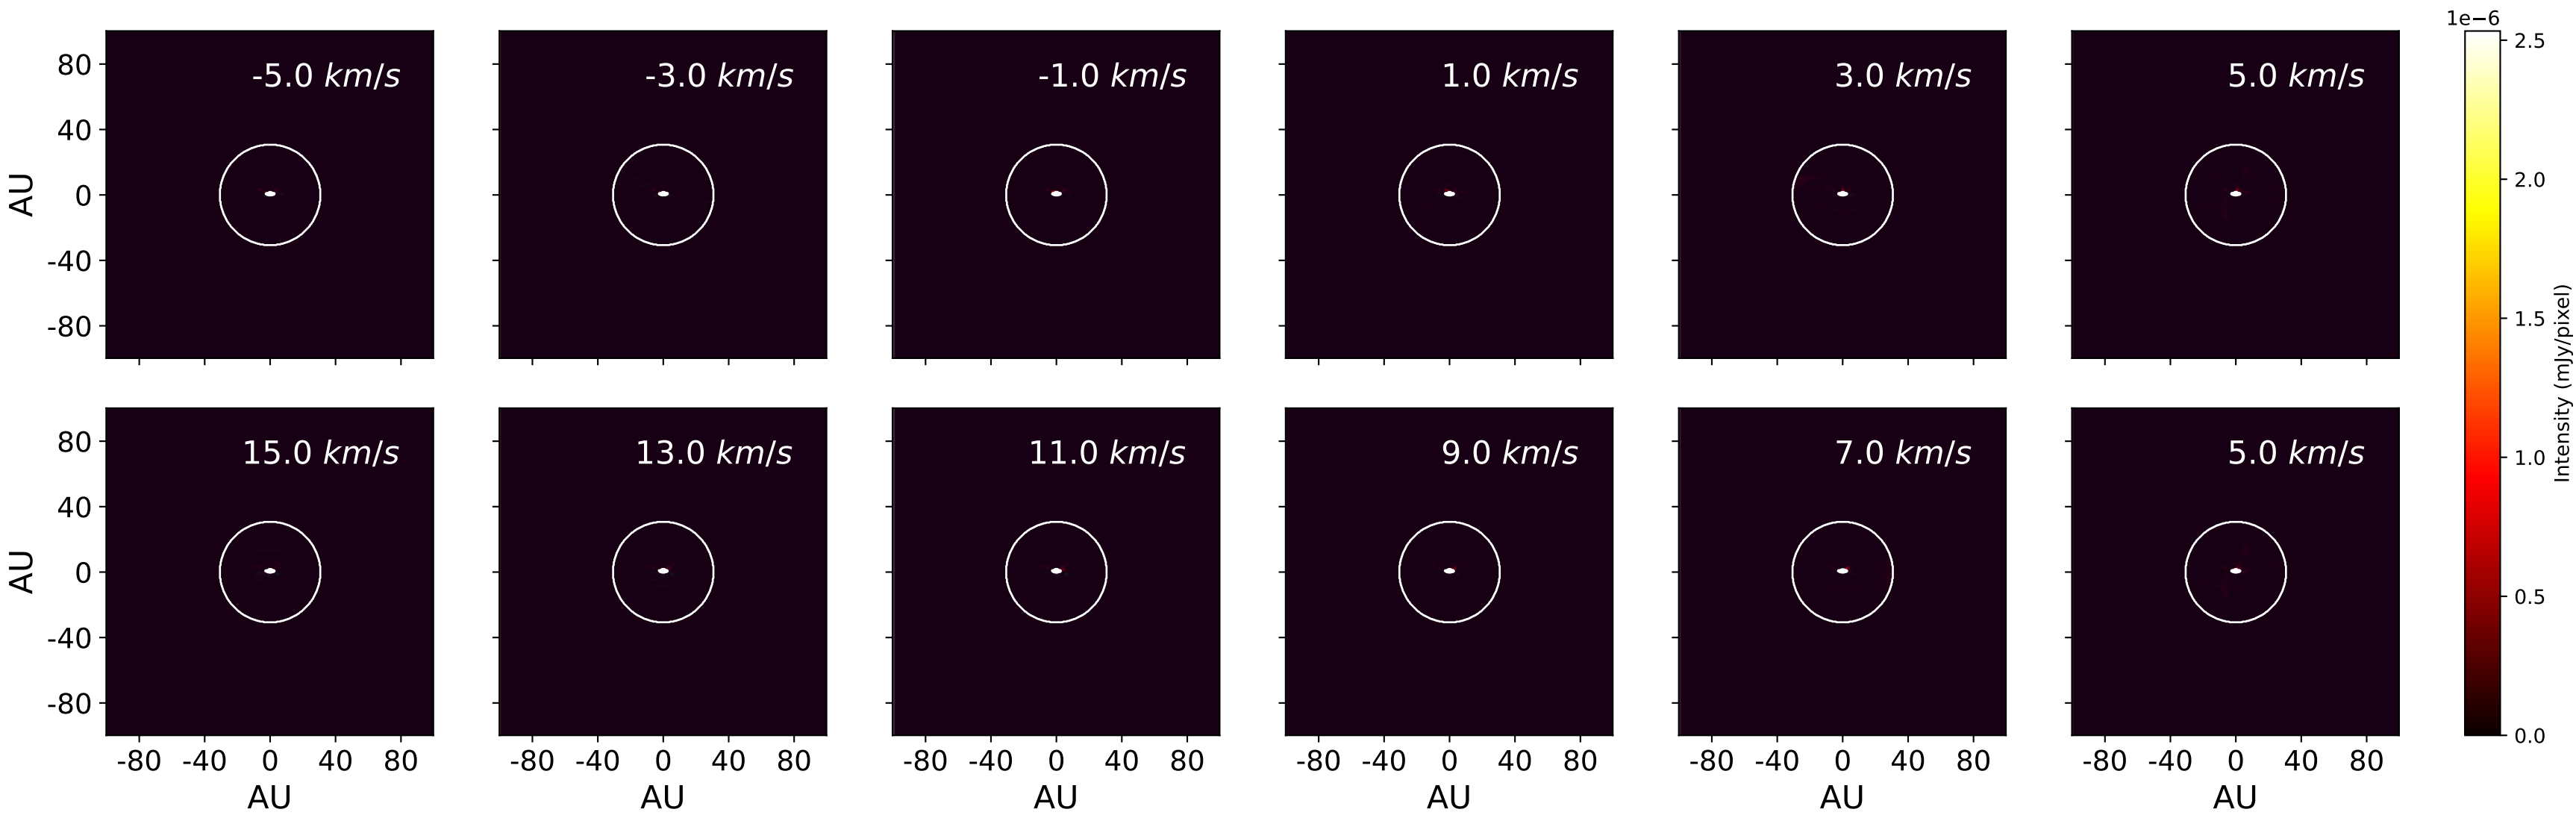 1e−6
-5.0 km/s
-3.0 km/s
-1.0 km/s
1.0 km/s
3.0 km/s
5.0 km/s
80
40
0
-40
-80
AU
15.0 km/s
13.0 km/s
11.0 km/s
9.0 km/s
7.0 km/s
5.0 km/s
80
40
0
-40
-80
AU
-80 -40 0 40 80
-80 -40 0 40 80
-80 -40 0 40 80
-80 -40 0 40 80
-80 -40 0 40 80
-80 -40 0 40 80
AU
AU
AU
AU
AU
AU
2.5
2.0
1.5
1.0
0.5
0.0
Intensity (mJy/pixel)